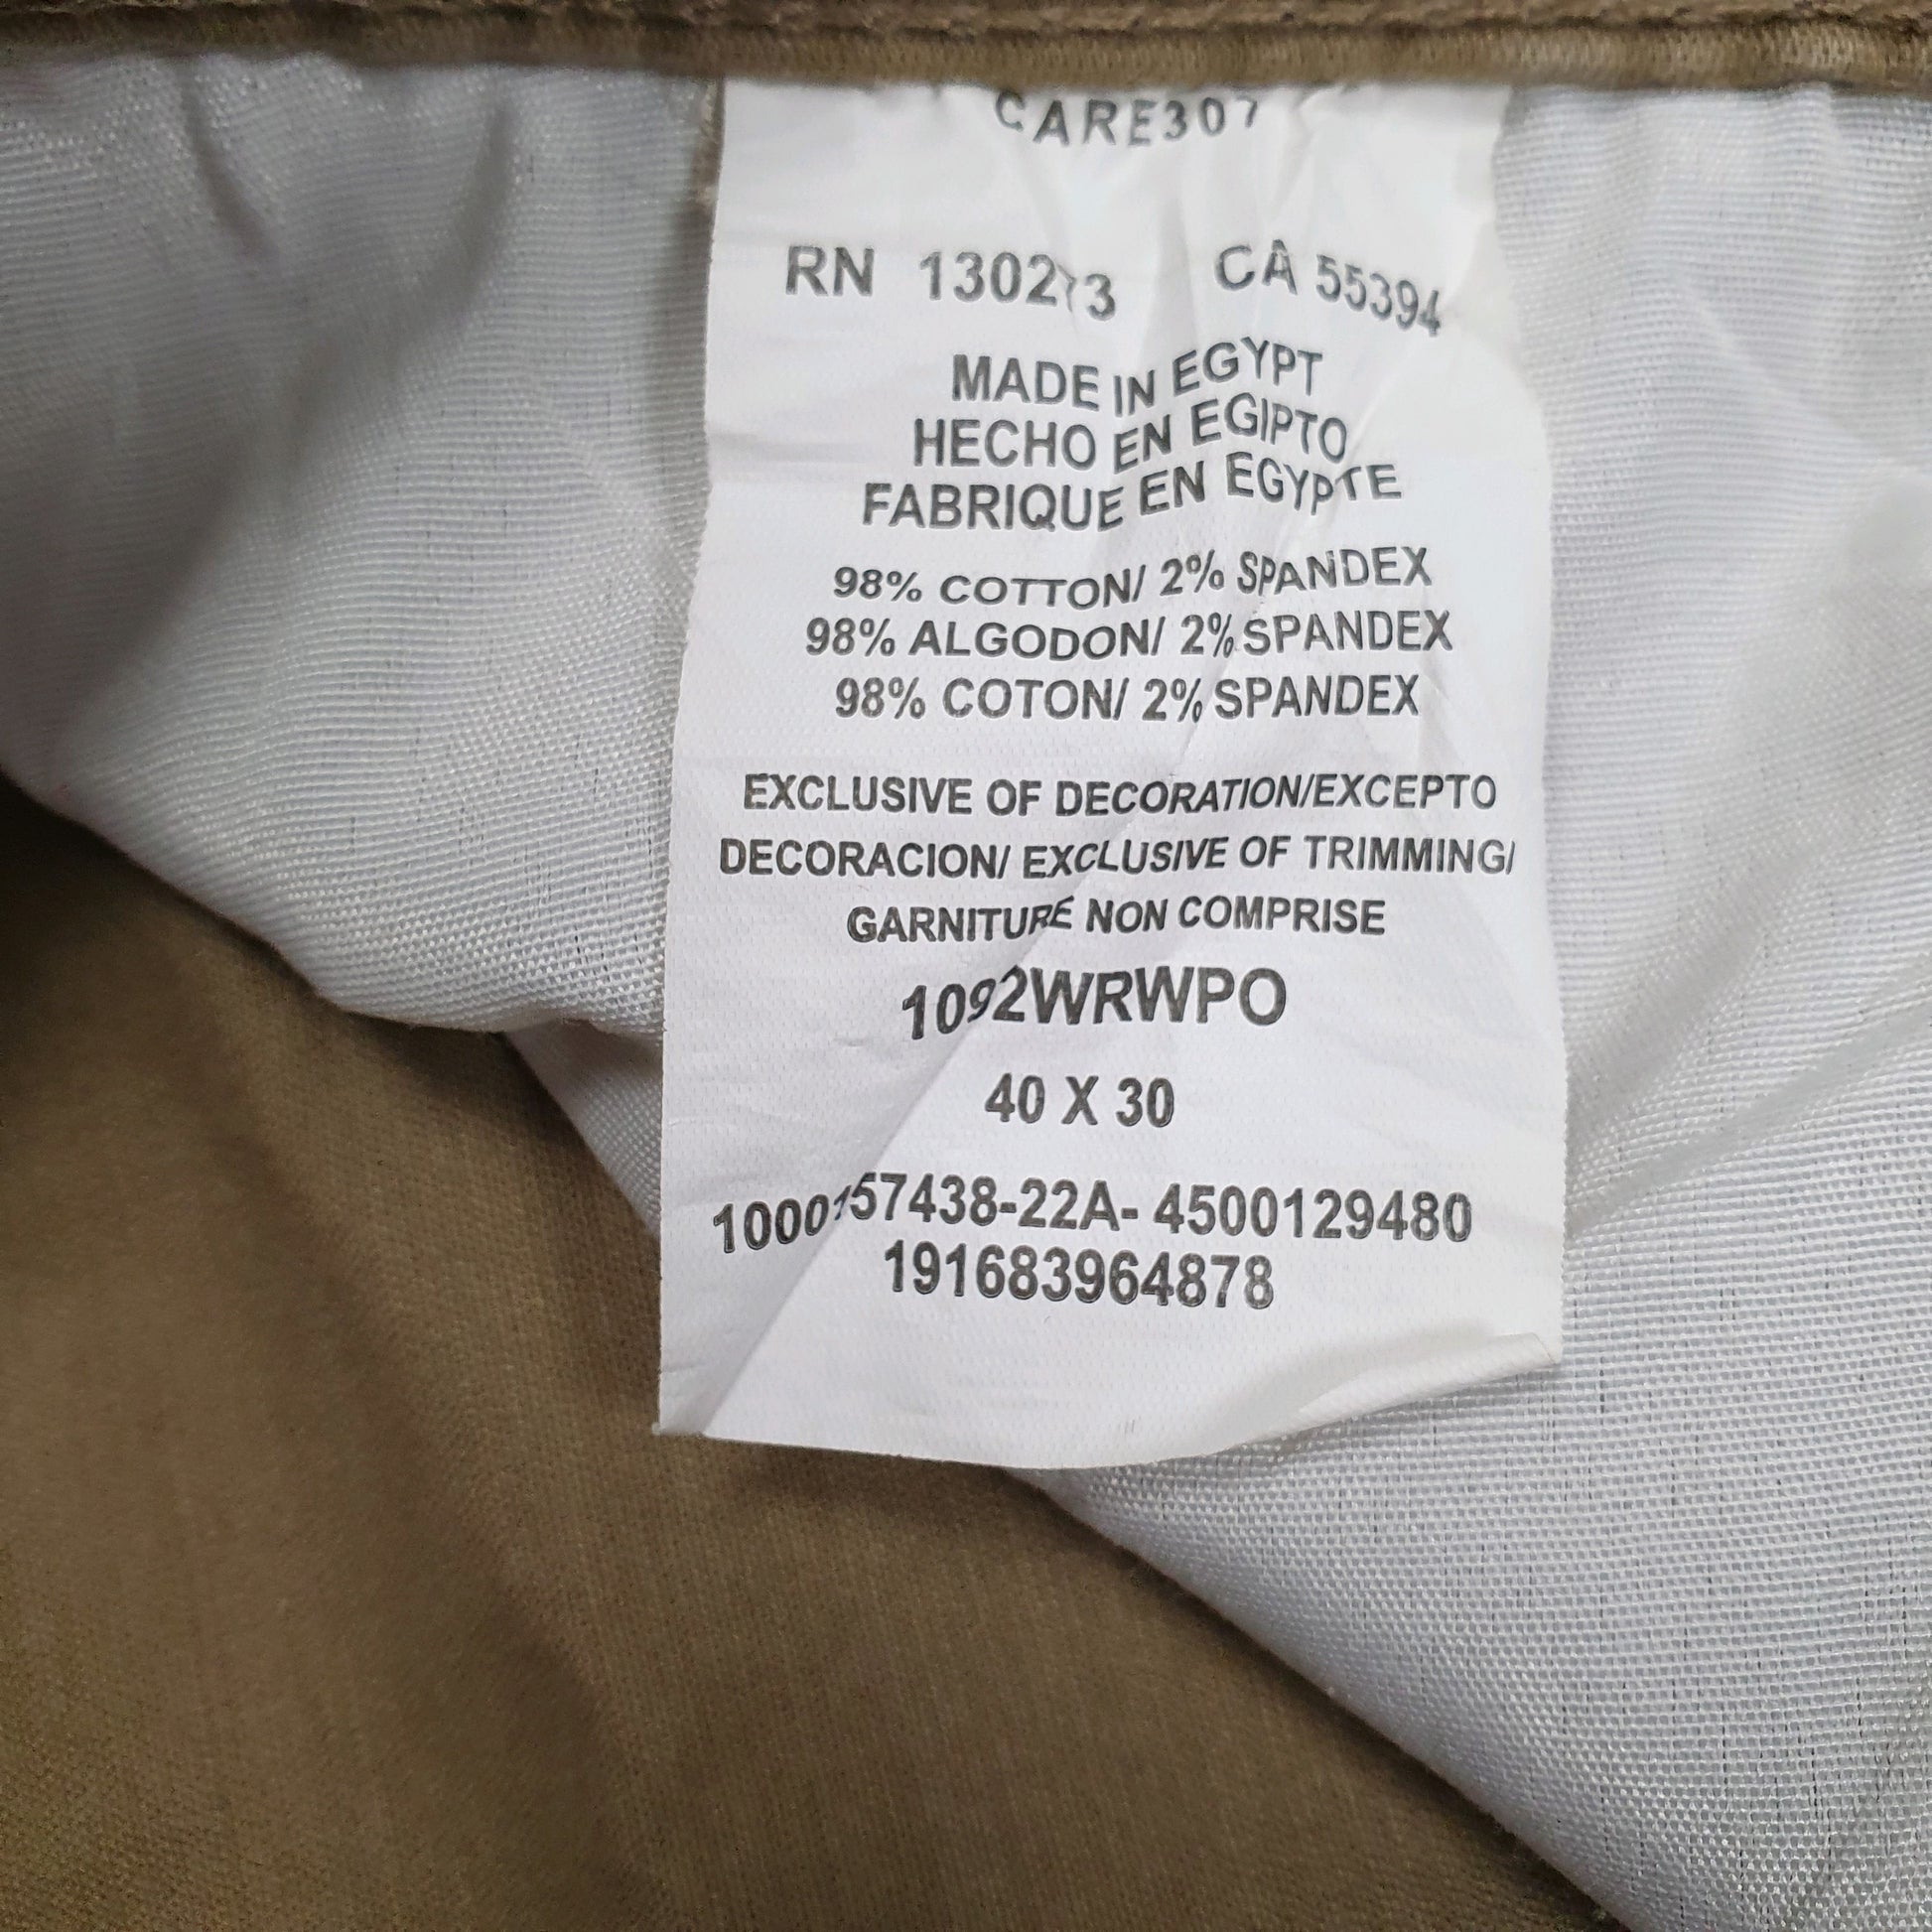 CARE307
RN 130273 CA 55394
MADE IN EGYPT
HECHO EN EGIPTO
FABRIQUE EN EGYPTE
98% COTTON/ 2% SPANDEX
98% ALGODON/ 2% SPANDEX
98% COTON/ 2% SPANDEX
EXCLUSIVE OF DECORATION/EXCEPTO
DECORACION/ EXCLUSIVE OF TRIMMING/
GARNITURE NON COMPRISE
1092WRWPO
40 X 30
1000157438-22A- 4500129480
191683964878